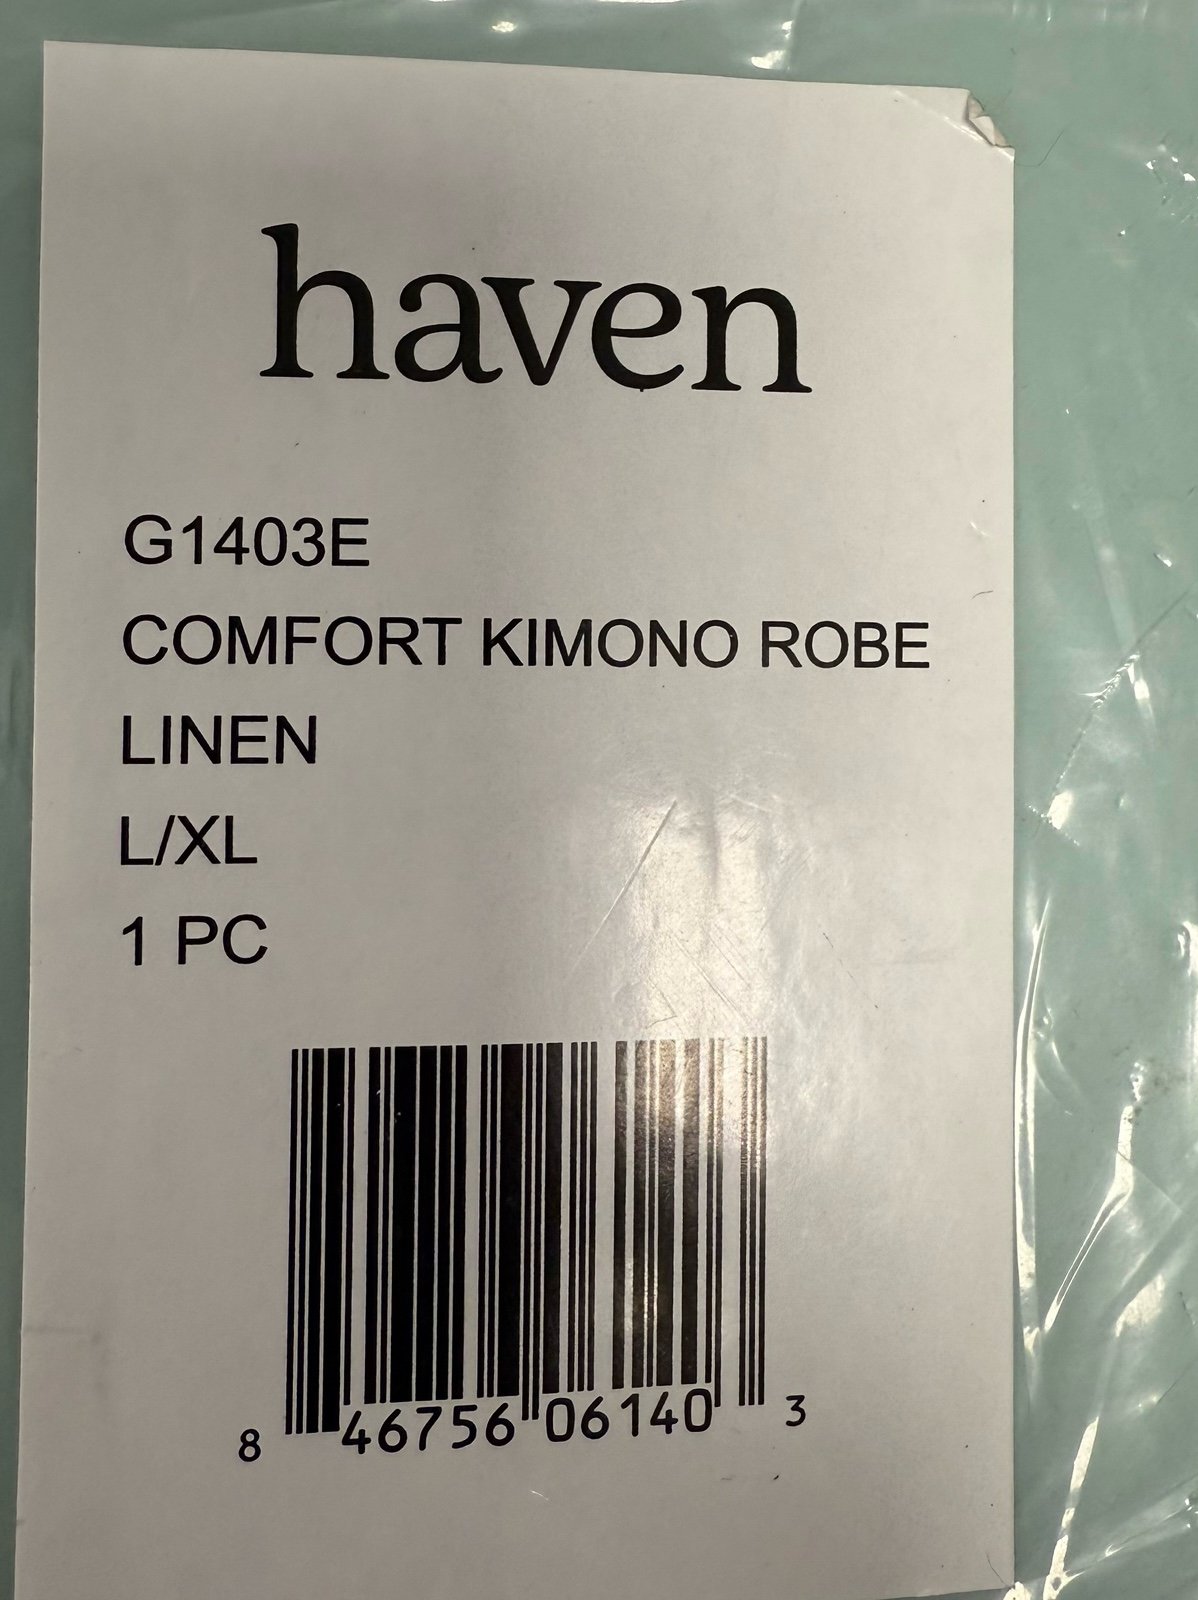 haven
G1403E
COMFORT KIMONO ROBE
LINEN
L/XL
1 PC
8 46756 06140 3